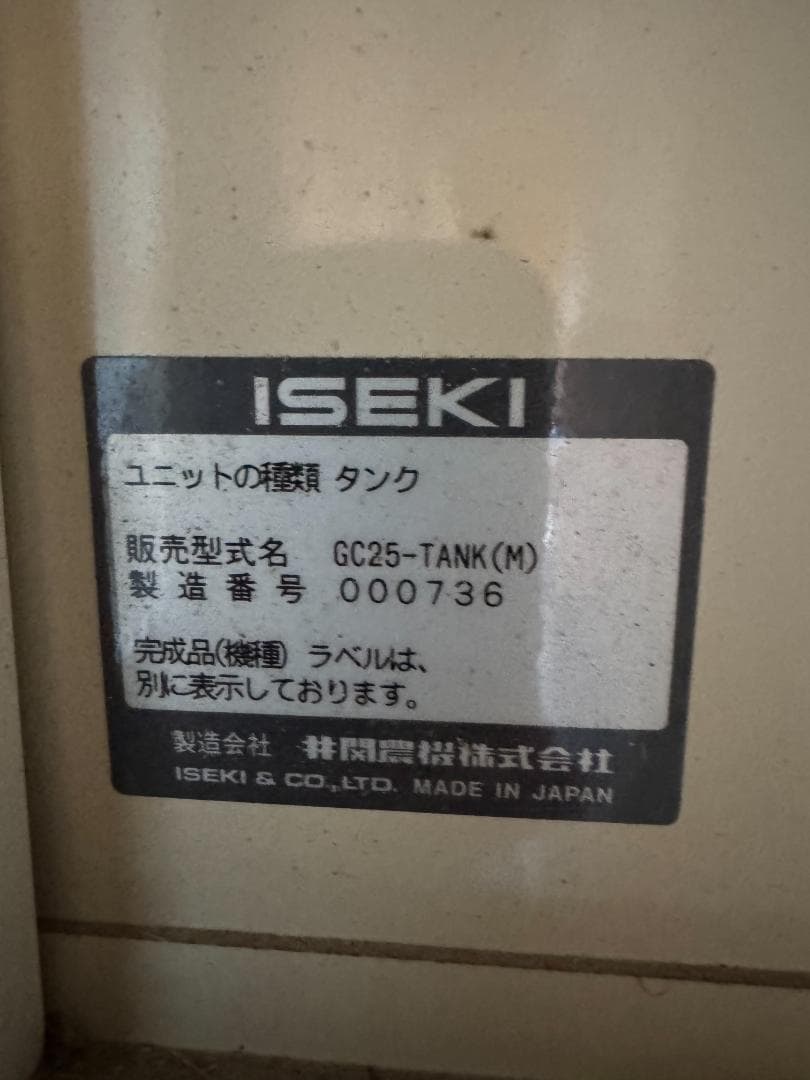 ISEKI
ユニットの種類 タンク
販売型式名 GC25-TANK(M)
製造番号 000736
完成品(機種) ラベルは、
別に表示しております。
製造会社 井関農機株式会社
ISEKI & CO.,LTD. MADE IN JAPAN